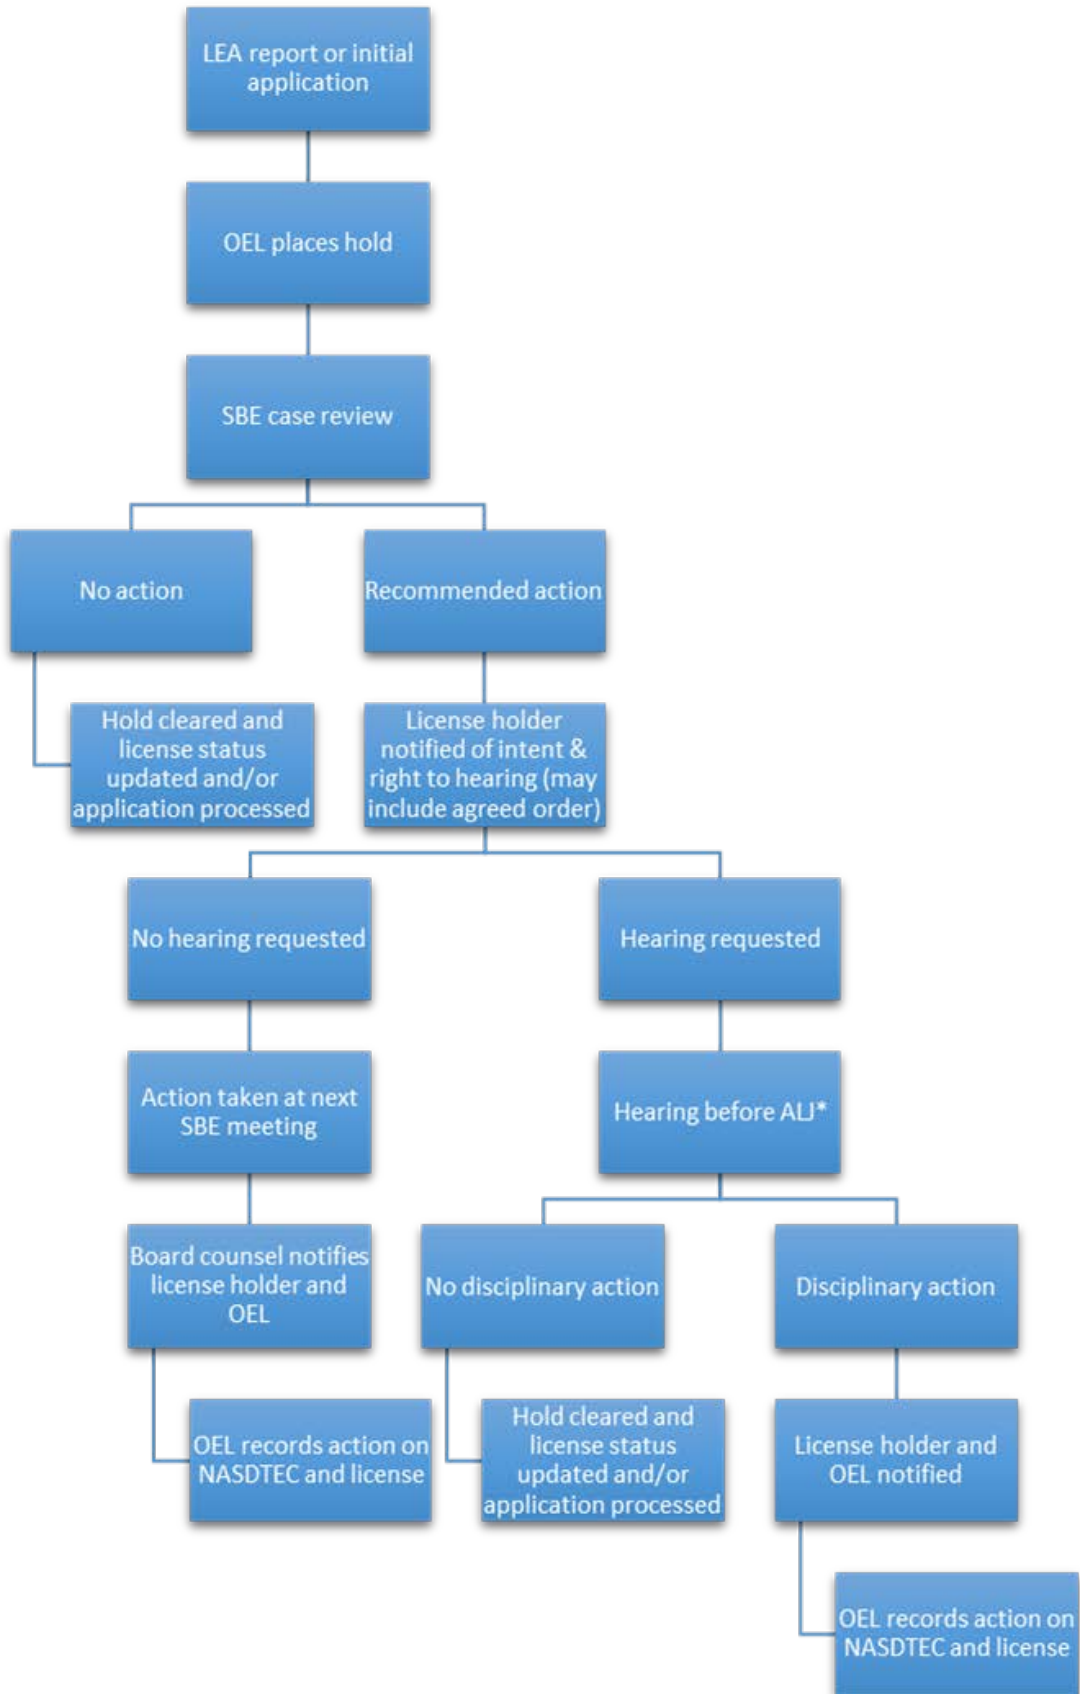 LEA report or initial
application
OEL places hold
SBE case review
No action
Recommended action
Hold cleared and
license status
updated and/or
application processed
License holder
notified of intent &
right to hearing (may
include agreed order)
No hearing requested
Hearing requested
Action taken at next
SBE meeting
Hearing before ALJ*
Board counsel notifies
license holder and
OEL
No disciplinary action
Disciplinary action
OEL records action on
NASDTEC and license
Hold cleared and
license status
updated and/or
application processed
License holder and
OEL notified
OEL records action on
NASDTEC and license